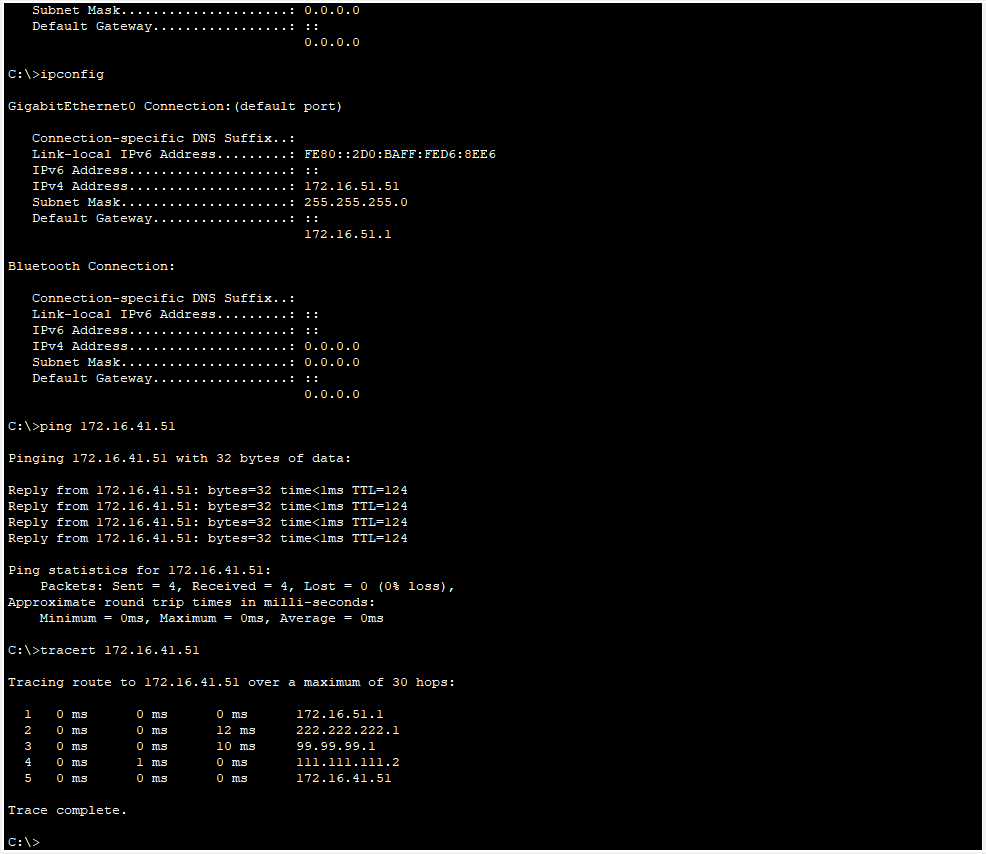 Subnet Mask.....................: 0.0.0.0
Default Gateway.................: ::
0.0.0.0
C:\>ipconfig
GigabitEthernet0 Connection:(default port)
Connection-specific DNS Suffix..:
Link-local IPv6 Address.........: FE80::2D0:BAFF:FED6:8EE6
IPv6 Address....................: ::
IPv4 Address....................: 172.16.51.51
Subnet Mask.....................: 255.255.255.0
Default Gateway.................: ::
172.16.51.1
Bluetooth Connection:
Connection-specific DNS Suffix..:
Link-local IPv6 Address.........: ::
IPv6 Address....................: ::
IPv4 Address....................: 0.0.0.0
Subnet Mask.....................: 0.0.0.0
Default Gateway.................: ::
0.0.0.0
C:\>ping 172.16.41.51
Pinging 172.16.41.51 with 32 bytes of data:
Reply from 172.16.41.51: bytes=32 time<1ms TTL=124
Reply from 172.16.41.51: bytes=32 time<1ms TTL=124
Reply from 172.16.41.51: bytes=32 time<1ms TTL=124
Reply from 172.16.41.51: bytes=32 time<1ms TTL=124
Ping statistics for 172.16.41.51:
Packets: Sent = 4, Received = 4, Lost = 0 (0% loss),
Approximate round trip times in milli-seconds:
Minimum = 0ms, Maximum = 0ms, Average = 0ms
C:\>tracert 172.16.41.51
Tracing route to 172.16.41.51 over a maximum of 30 hops:
1 0 ms 0 ms 0 ms 172.16.51.1
2 0 ms 0 ms 12 ms 222.222.222.1
3 0 ms 0 ms 10 ms 99.99.99.1
4 0 ms 1 ms 0 ms 111.111.111.2
5 0 ms 0 ms 0 ms 172.16.41.51
Trace complete.
C:\>